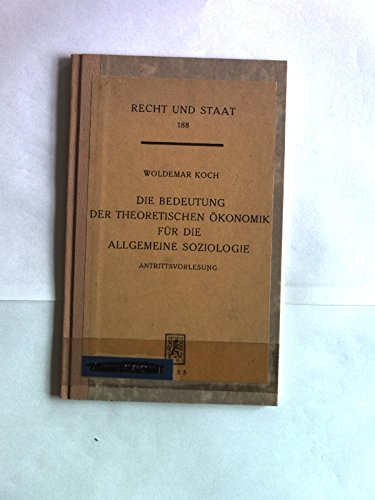 RECHT UND STAAT
188
WOLDEMAR KOCH
DIE BEDEUTUNG
DER THEORETISCHEN ÖKONOMIK
FÜR DIE
ALLGEMEINE SOZIOLOGIE
ANTRITTSVORLESUNG